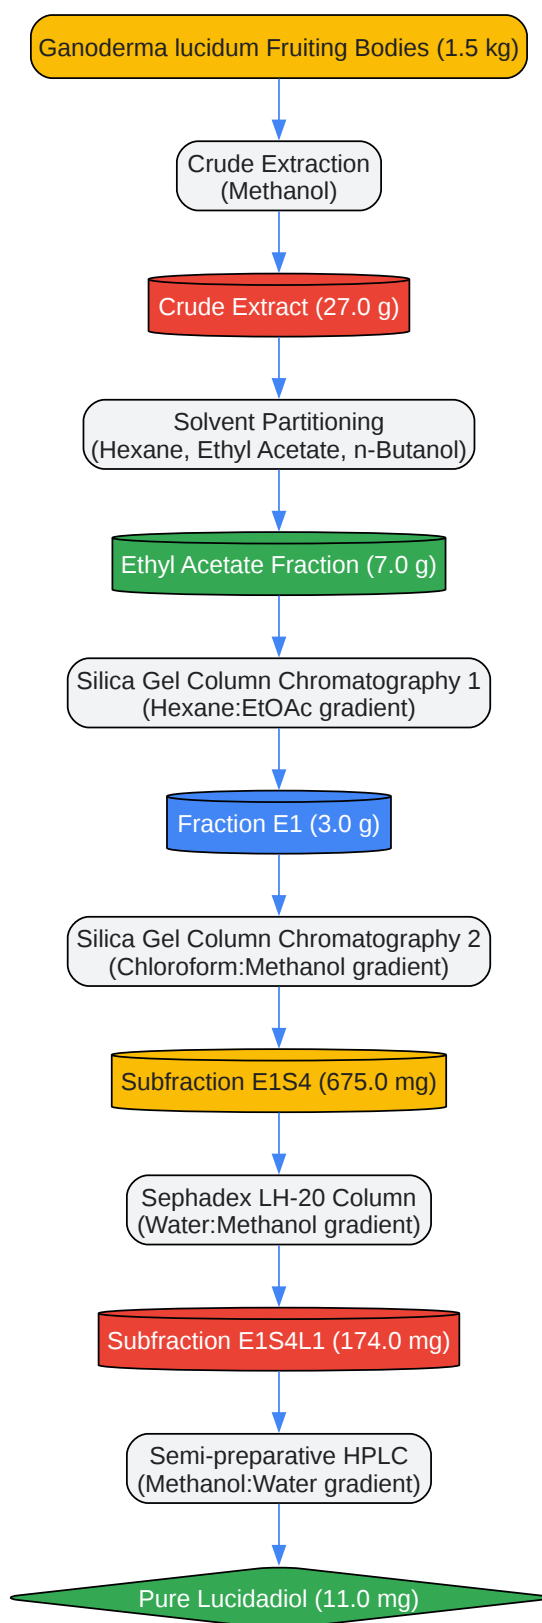 Ganoderma lucidum Fruiting Bodies (1.5 kg)
Crude Extraction
(Methanol)
Crude Extract (27.0 g)
Solvent Partitioning
(Hexane, Ethyl Acetate, n-Butanol)
Ethyl Acetate Fraction (7.0 g)
Silica Gel Column Chromatography 1
(Hexane:EtOAc gradient)
Fraction E1 (3.0 g)
Silica Gel Column Chromatography 2
(Chloroform:Methanol gradient)
Subfraction E1S4 (675.0 mg)
Sephadex LH-20 Column
(Water:Methanol gradient)
Subfraction E1S4L1 (174.0 mg)
Semi-preparative HPLC
(Methanol:Water gradient)
Pure Lucidadiol (11.0 mg)